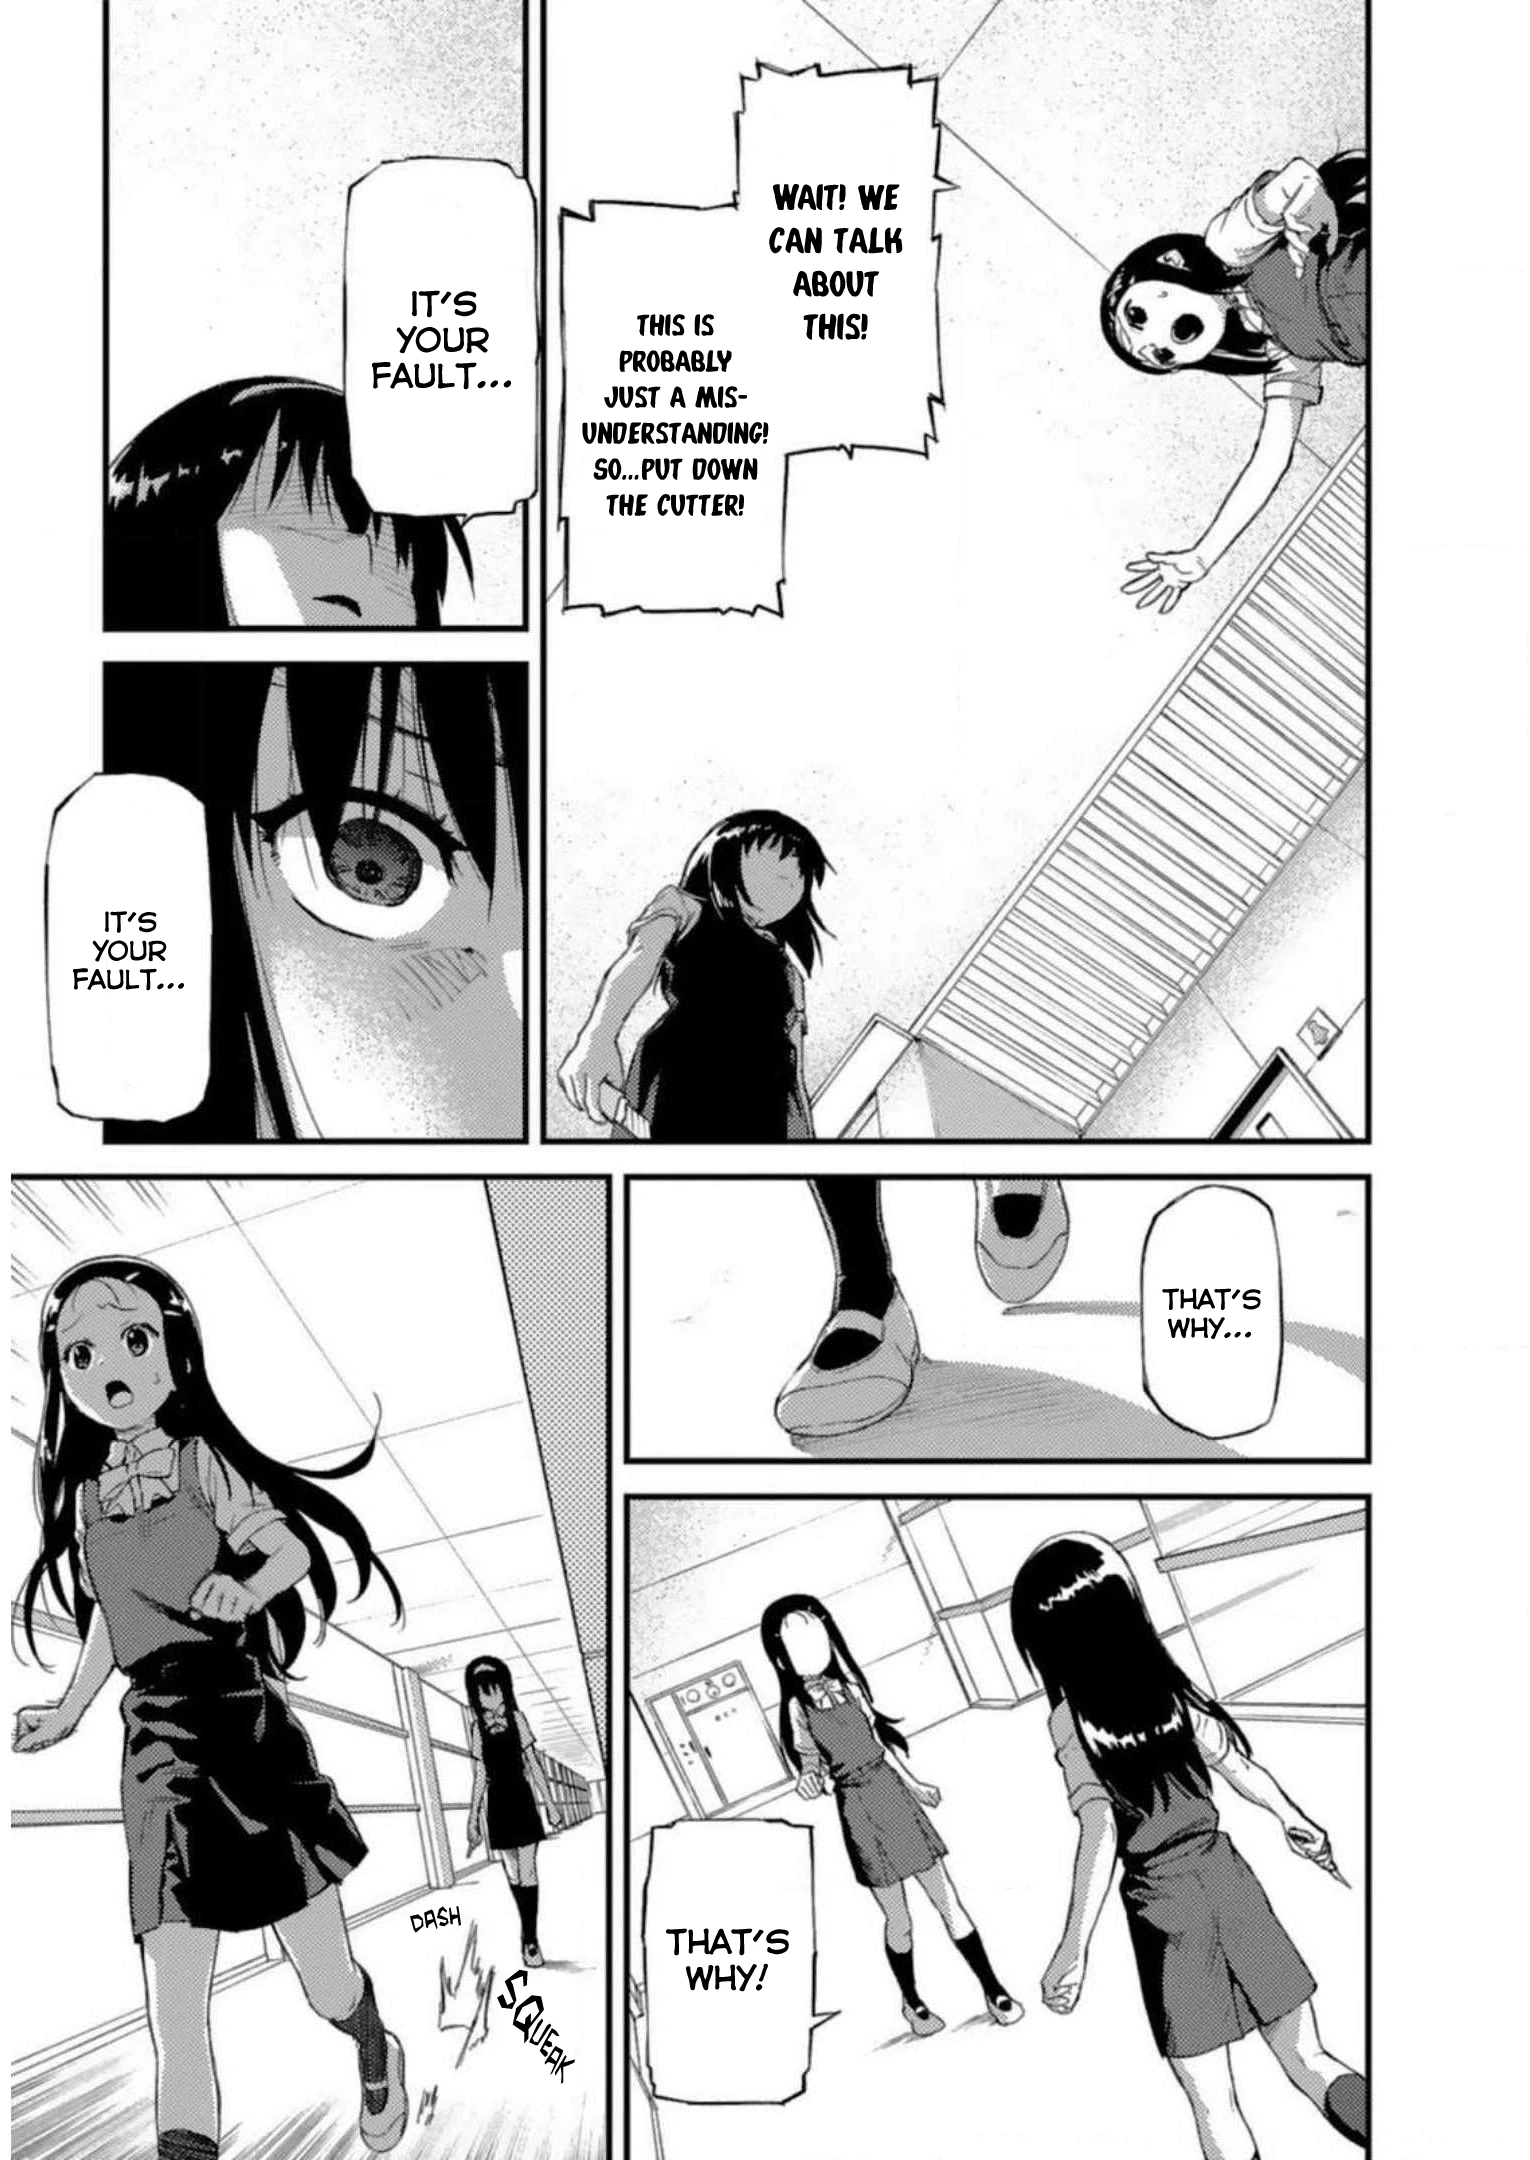 WAIT! WE
CAN TALK
ABOUT
THIS!
THIS IS
PROBABLY
JUST A MIS-
UNDERSTANDING!
SO...PUT DOWN
THE CUTTER!
IT'S
YOUR
FAULT...
IT'S
YOUR
FAULT...
THAT'S
WHY...
THAT'S
WHY!
DASH
SQUEAK